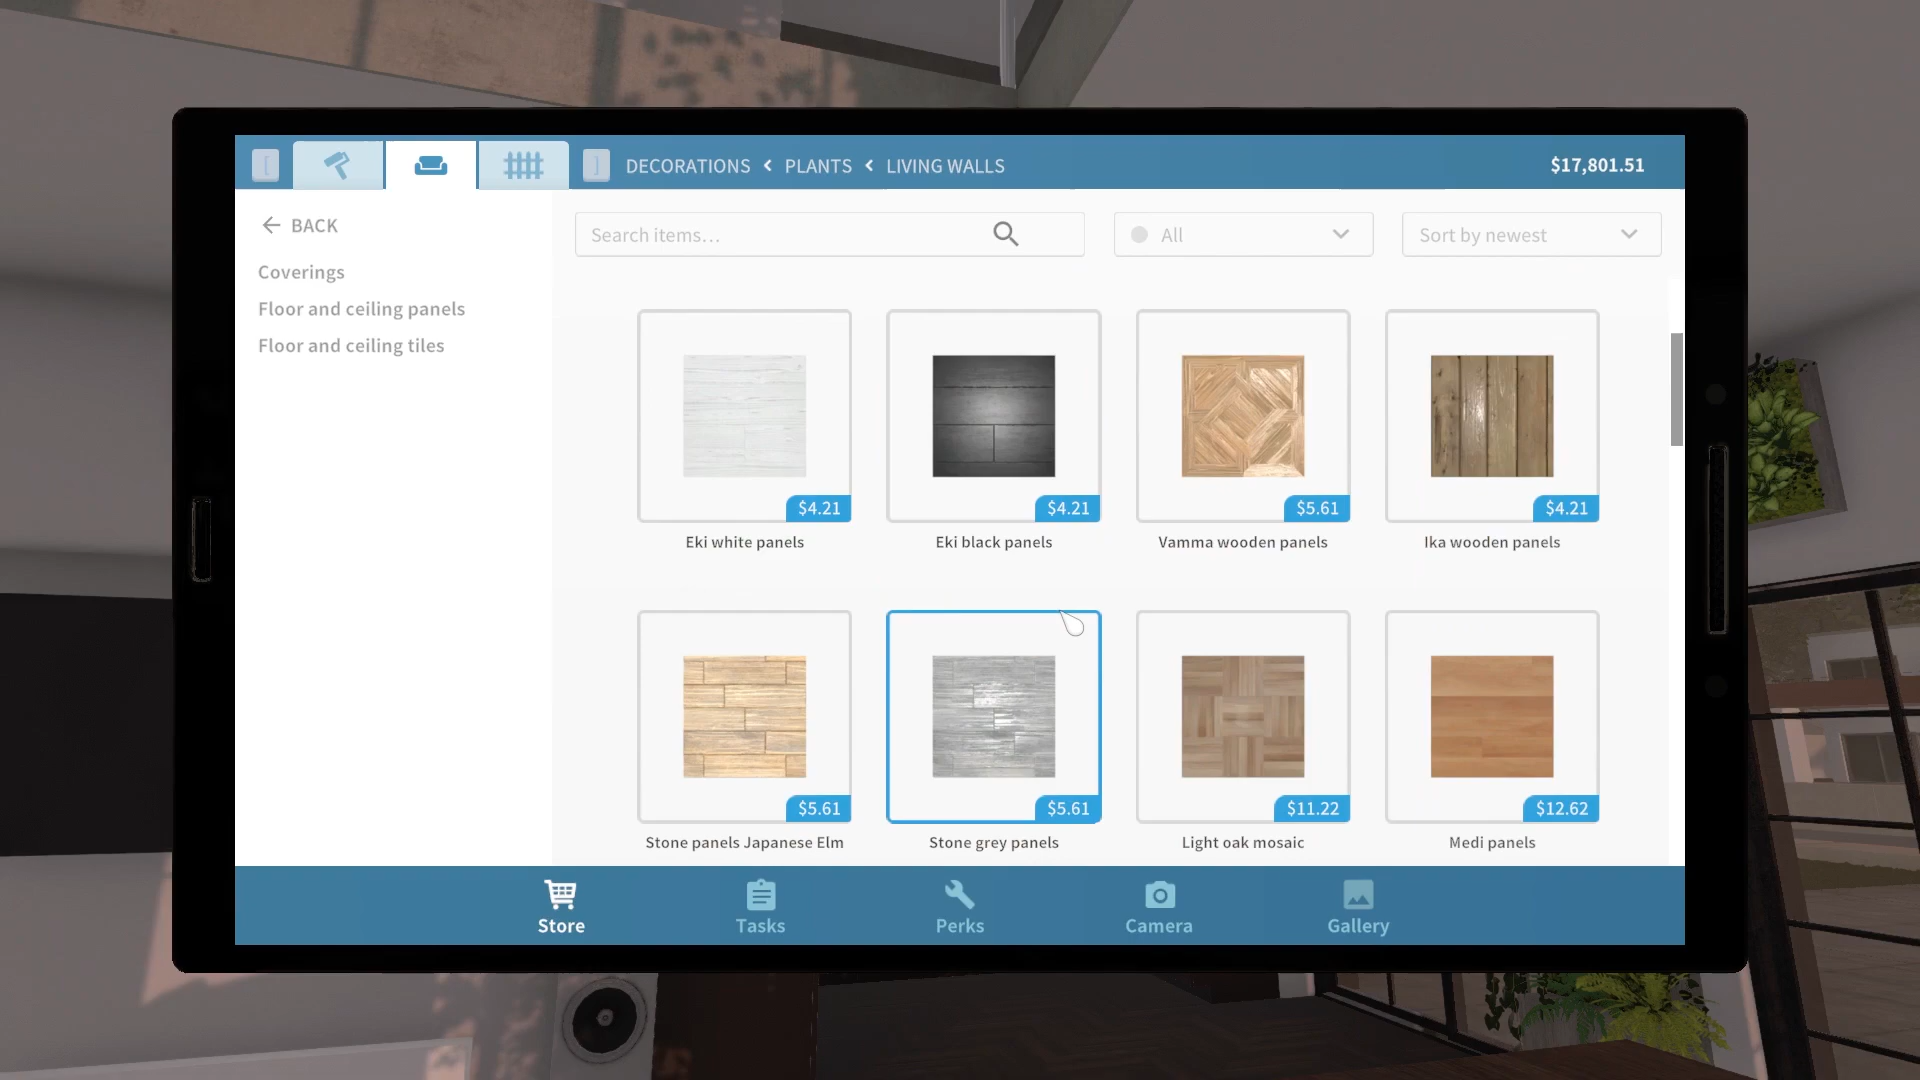 [ ] DECORATIONS < PLANTS < LIVING WALLS $17,801.51
BACK
Coverings
Floor and ceiling panels
Floor and ceiling tiles
Search items...
All
Sort by newest
$4.21 $4.21 $5.61 $4.21
Eki white panels Eki black panels Vamma wooden panels Ika wooden panels
$5.61 $5.61 $11.22 $12.62
Stone panels Japanese Elm Stone grey panels Light oak mosaic Medi panels
Store Tasks Perks Camera Gallery